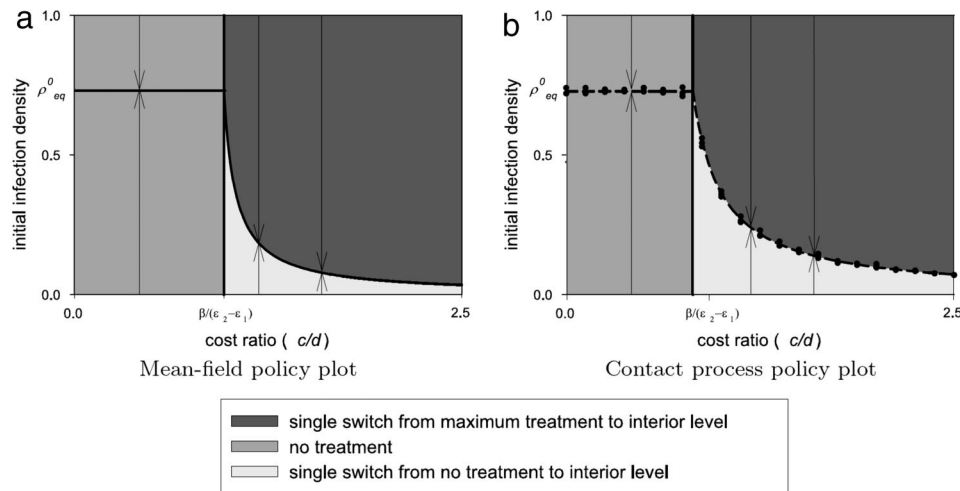 a
1.0
ρ⁰eq
0.5
0.0
initial infection density
0.0
β/(ε₂−ε₁)
2.5
cost ratio ( c/d)
Mean-field policy plot
b
1.0
ρ⁰eq
0.5
0.0
initial infection density
0.0
β/(ε₂−ε₁)
2.5
cost ratio ( c/d)
Contact process policy plot
single switch from maximum treatment to interior level
no treatment
single switch from no treatment to interior level